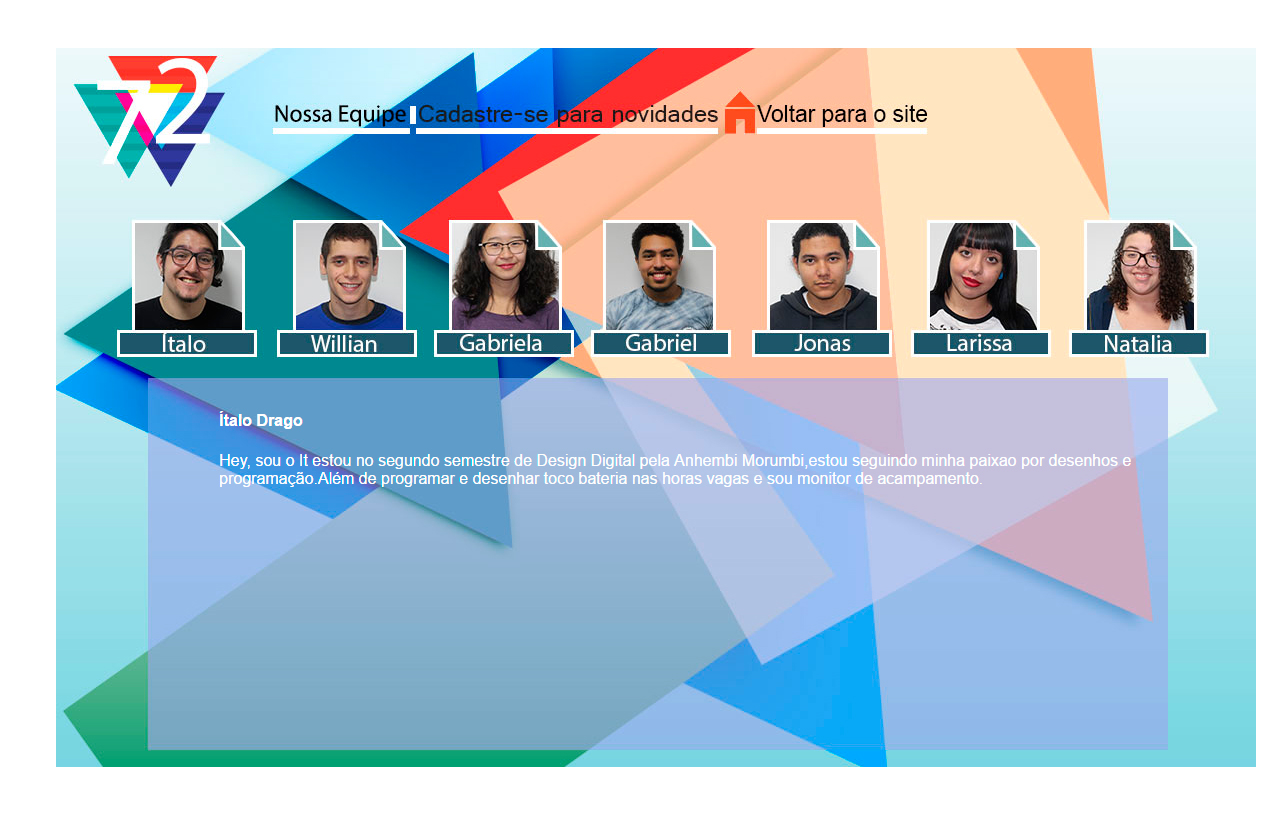 72
Nossa Equipe Cadastre-se para novidades Voltar para o site
Ítalo Willian Gabriela Gabriel Jonas Larissa Natalia
Ítalo Drago
Hey, sou o It estou no segundo semestre de Design Digital pela Anhembi Morumbi,estou seguindo minha paixao por desenhos e
programação.Além de programar e desenhar toco bateria nas horas vagas e sou monitor de acampamento.